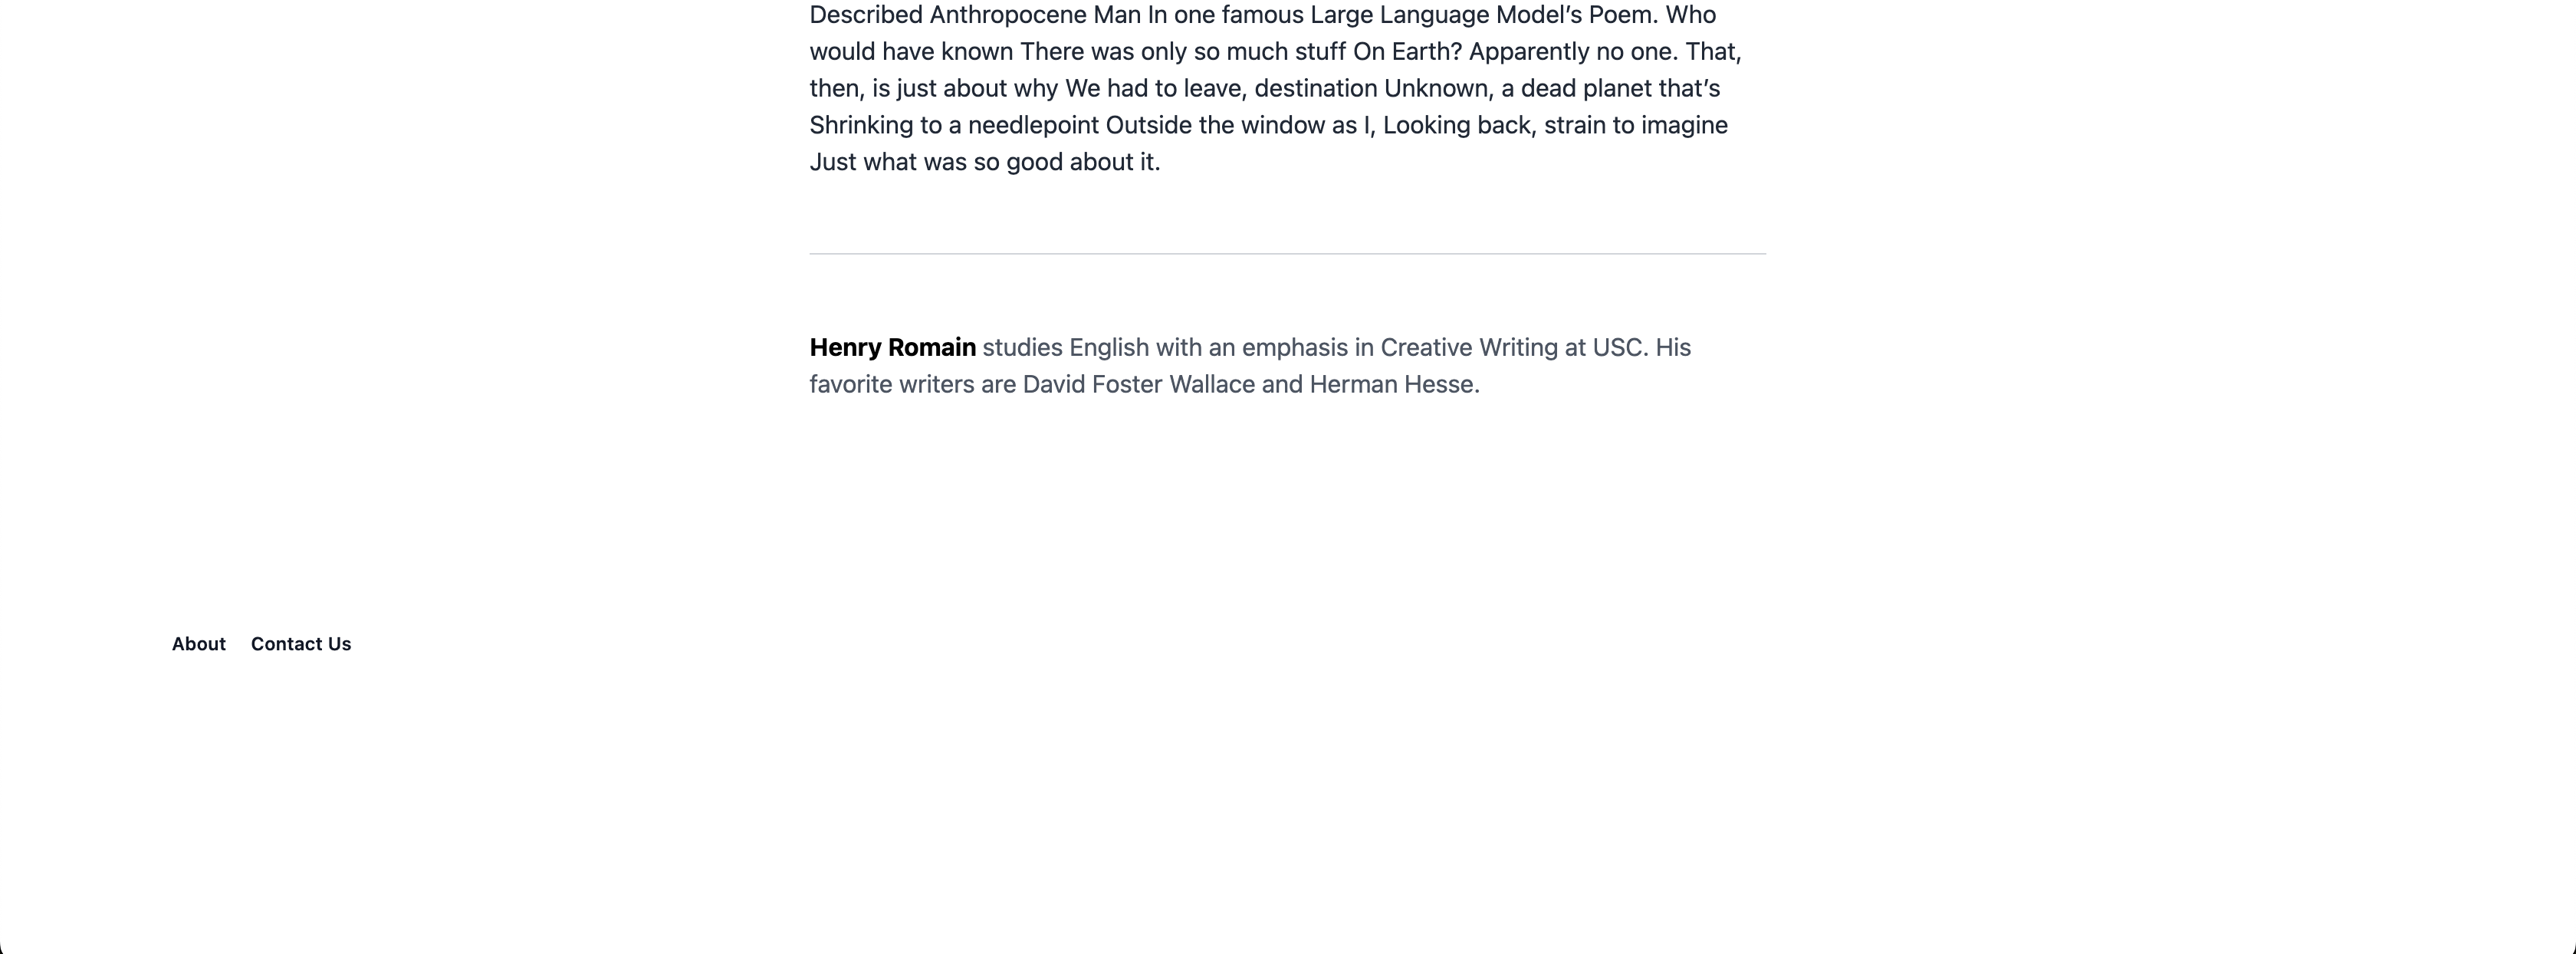 Described Anthropocene Man In one famous Large Language Model’s Poem. Who
would have known There was only so much stuff On Earth? Apparently no one. That,
then, is just about why We had to leave, destination Unknown, a dead planet that’s
Shrinking to a needlepoint Outside the window as I, Looking back, strain to imagine
Just what was so good about it.
Henry Romain studies English with an emphasis in Creative Writing at USC. His
favorite writers are David Foster Wallace and Herman Hesse.
About Contact Us